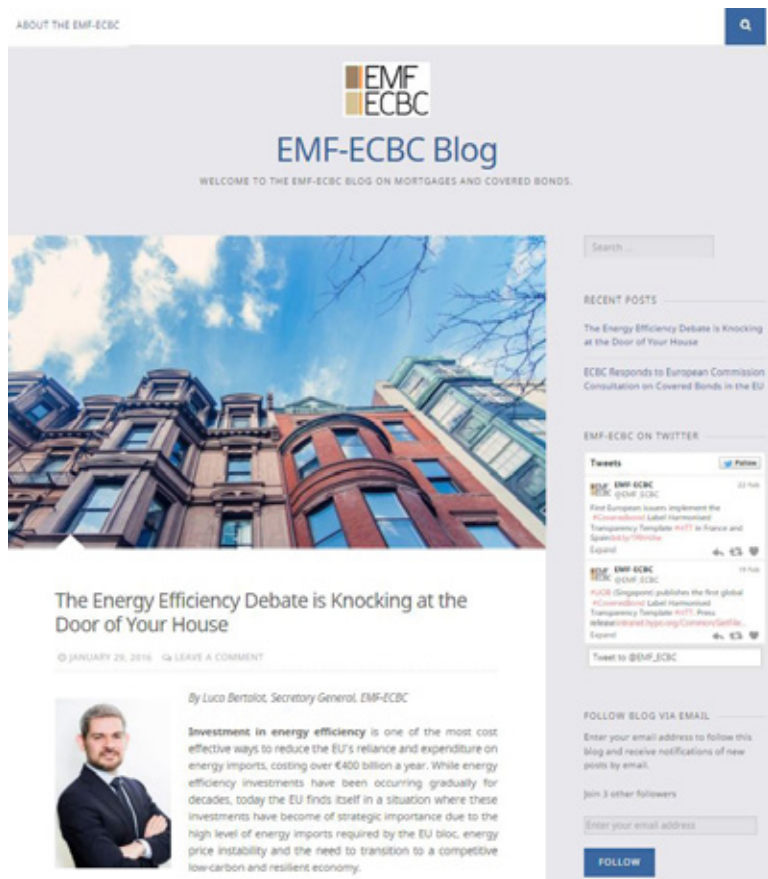 ABOUT THE EMF-ECBC
EMF
ECBC
EMF-ECBC Blog
WELCOME TO THE EMF-ECBC BLOG ON MORTGAGES AND COVERED BONDS.
The Energy Efficiency Debate is Knocking at the
Door of Your House
JANUARY 29, 2016 LEAVE A COMMENT
By Luca Bertalot, Secretary General, EMF-ECBC
Investment in energy efficiency is one of the most cost
effective ways to reduce the EU's reliance and expenditure on
energy imports, costing over €400 billion a year. While energy
efficiency investments have been occurring gradually for
decades, today the EU finds itself in a situation where these
investments have become of strategic importance due to the
high level of energy imports required by the EU bloc, energy
price instability and the need to transition to a competitive
low-carbon and resilient economy.
Search ...
RECENT POSTS
The Energy Efficiency Debate is Knocking
at the Door of Your House
ECBC Responds to European Commission
Consultation on Covered Bonds in the EU
EMF-ECBC ON TWITTER
Tweets Follow
EMF-ECBC 22 Feb
@EMF_ECBC
First European issuers implement the
#CoveredBond Label Harmonised
Transparency Template #HTT in France and
Spain
Expand
EMF-ECBC 19 Feb
@EMF_ECBC
#UOB (Singapore) publishes the first global
#CoveredBond Label Harmonised
Transparency Template #HTT. Press
release
Expand
Tweet to @EMF_ECBC
FOLLOW BLOG VIA EMAIL
Enter your email address to follow this
blog and receive notifications of new
posts by email.
Join 3 other followers
Enter your email address
FOLLOW